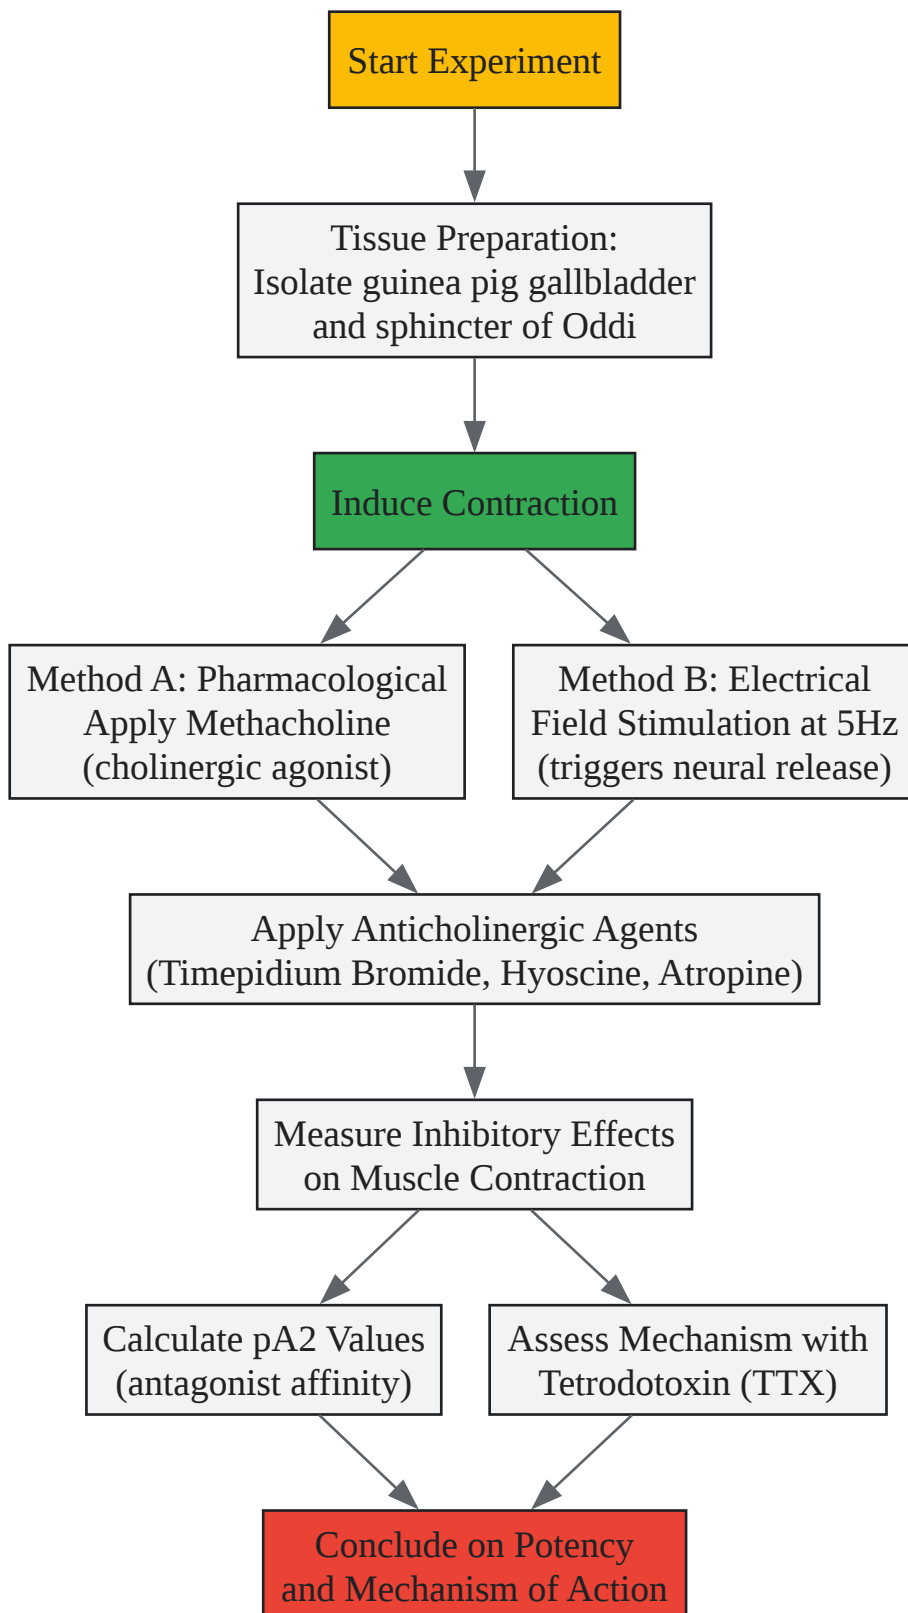 Start Experiment
Tissue Preparation:
Isolate guinea pig gallbladder
and sphincter of Oddi
Induce Contraction
Method A: Pharmacological
Apply Methacholine
(cholinergic agonist)
Method B: Electrical
Field Stimulation at 5Hz
(triggers neural release)
Apply Anticholinergic Agents
(Timepidium Bromide, Hyoscine, Atropine)
Measure Inhibitory Effects
on Muscle Contraction
Calculate pA2 Values
(antagonist affinity)
Assess Mechanism with
Tetrodotoxin (TTX)
Conclude on Potency
and Mechanism of Action